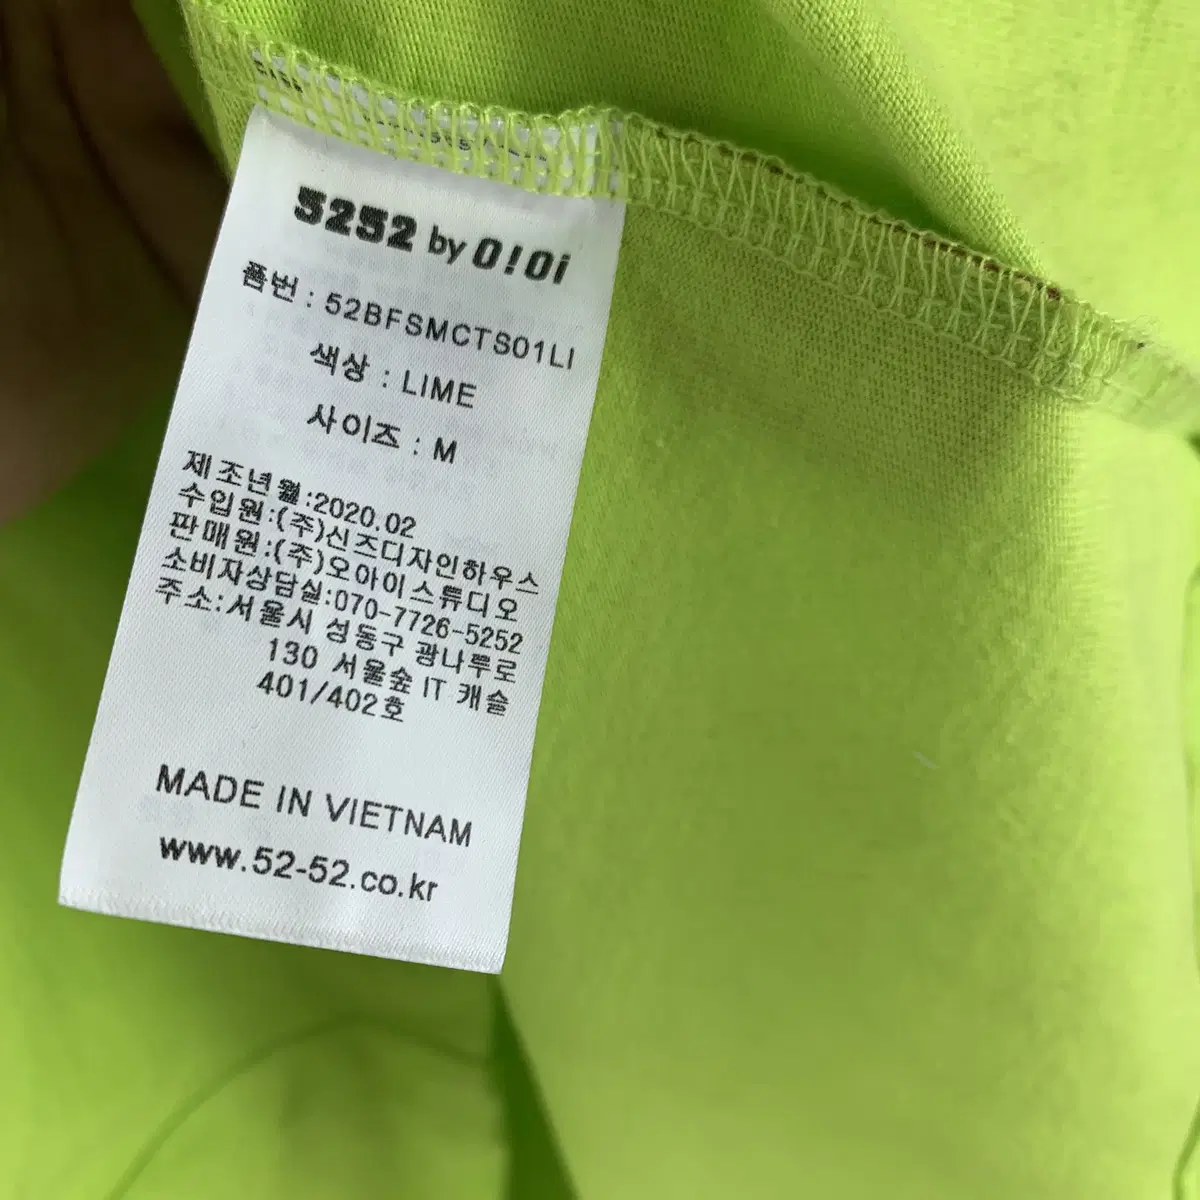 5252 by O!Oi
품번 : 52BFSMCTS01LI
색상 : LIME
사이즈 : M
제조년월:2020.02
수입원:(주)신즈디자인하우스
판매원:(주)오아이스튜디오
소비자상담실:070-7726-5252
주소:서울시 성동구 광나루로
130 서울숲 IT 캐슬
401/402호
MADE IN VIETNAM
www.52-52.co.kr